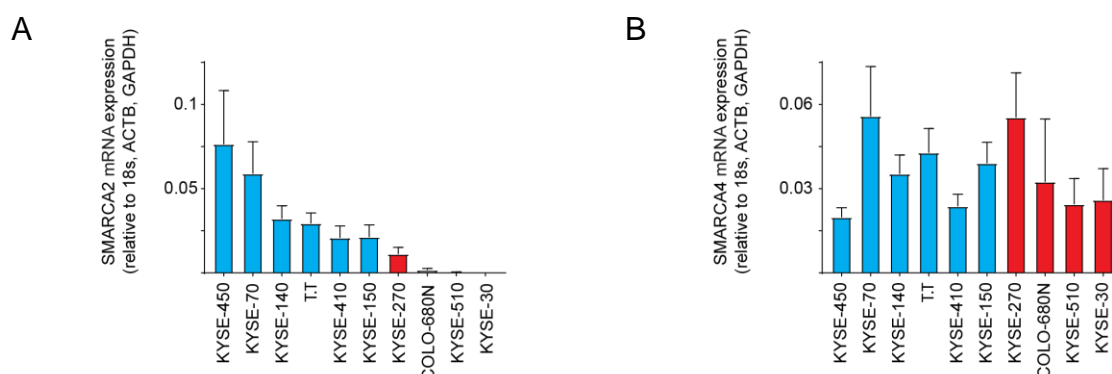 A
SMARCA2 mRNA expression
(relative to 18s, ACTB, GAPDH)
0.1
0.05
KYSE-450
KYSE-70
KYSE-140
T.T
KYSE-410
KYSE-150
KYSE-270
COLO-680N
KYSE-510
KYSE-30
B
SMARCA4 mRNA expression
(relative to 18s, ACTB, GAPDH)
0.06
0.03
KYSE-450
KYSE-70
KYSE-140
T.T
KYSE-410
KYSE-150
KYSE-270
COLO-680N
KYSE-510
KYSE-30